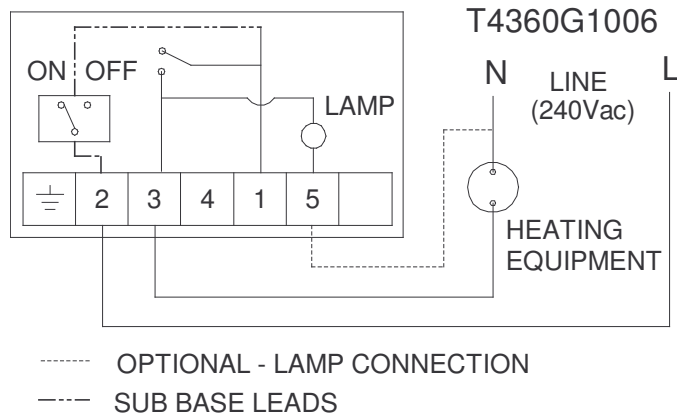 T4360G1006
ON OFF
N
LINE
(240Vac)
L
LAMP
2 3 4 1 5
HEATING
EQUIPMENT
OPTIONAL - LAMP CONNECTION
SUB BASE LEADS